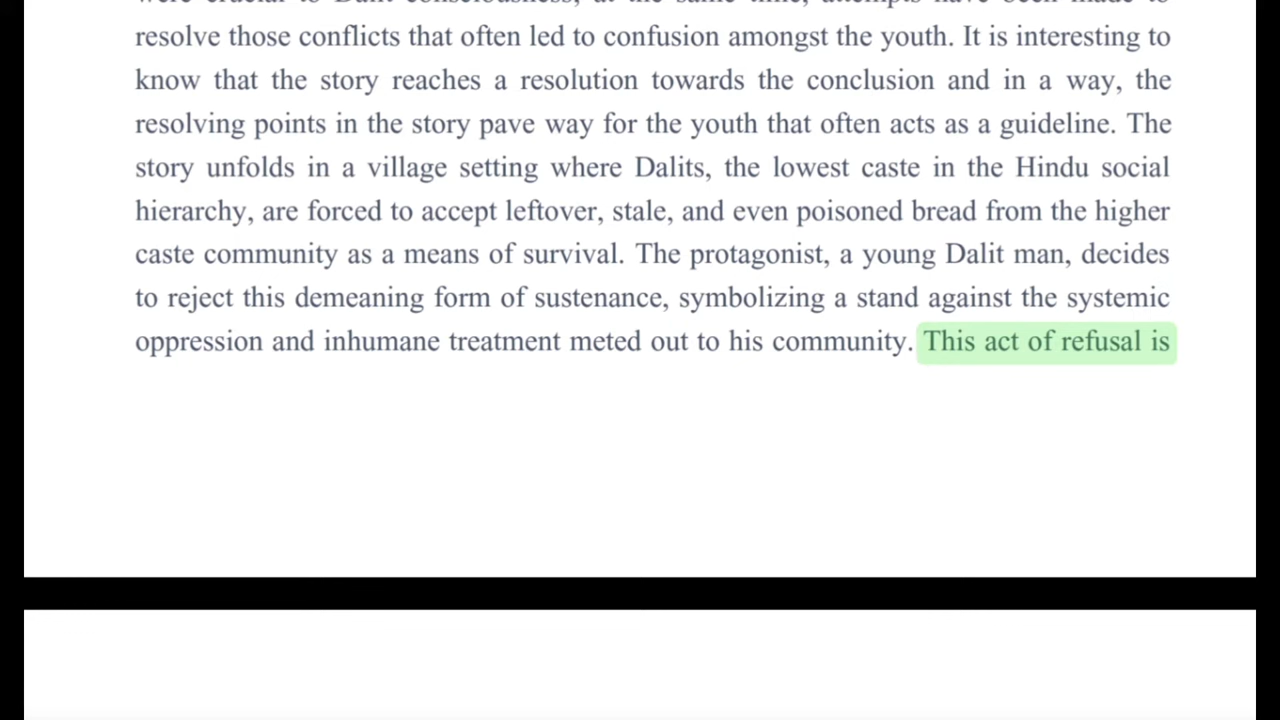 resolve those conflicts that often led to confusion amongst the youth. It is interesting to
know that the story reaches a resolution towards the conclusion and in a way, the
resolving points in the story pave way for the youth that often acts as a guideline. The
story unfolds in a village setting where Dalits, the lowest caste in the Hindu social
hierarchy, are forced to accept leftover, stale, and even poisoned bread from the higher
caste community as a means of survival. The protagonist, a young Dalit man, decides
to reject this demeaning form of sustenance, symbolizing a stand against the systemic
oppression and inhumane treatment meted out to his community. This act of refusal is